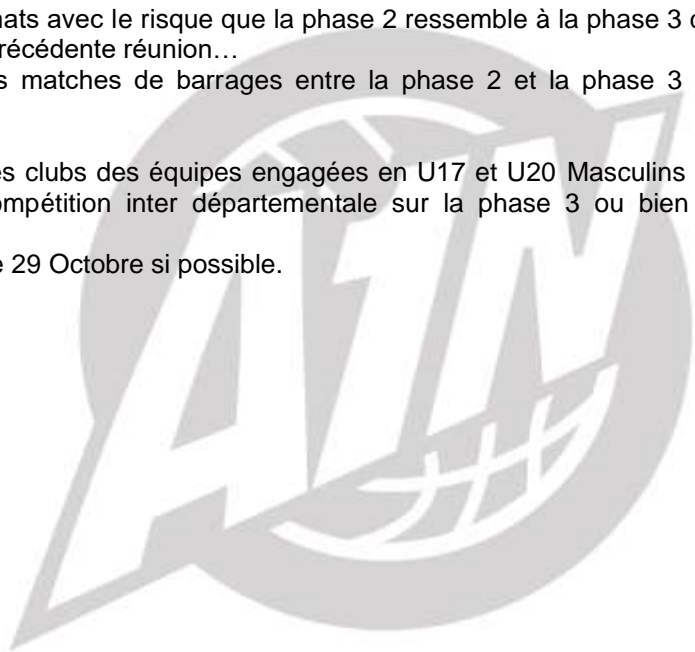 nats avec le risque que la phase 2 ressemble à la phase 3 
récédente réunion…
s matches de barrages entre la phase 2 et la phase 3
es clubs des équipes engagées en U17 et U20 Masculins
ompétition inter départementale sur la phase 3 ou bien
e 29 Octobre si possible.
A1N